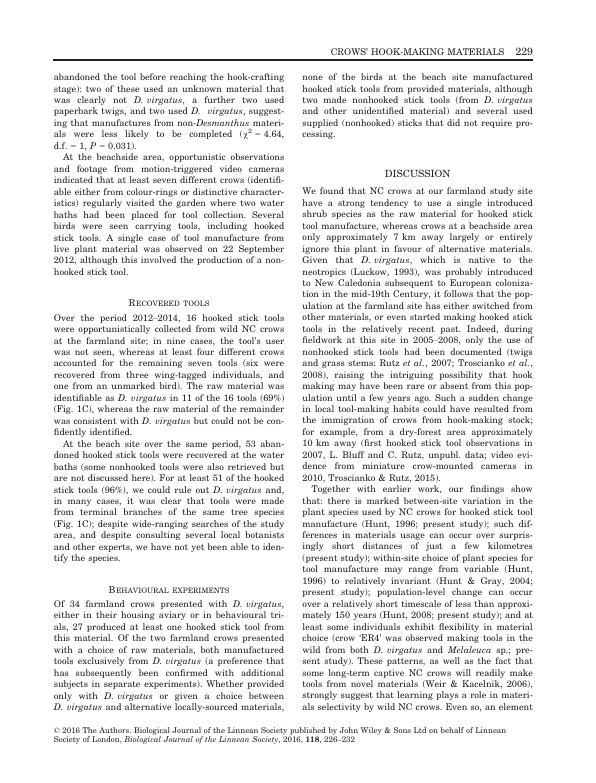 CROWS' HOOK-MAKING MATERIALS 229
abandoned the tool before reaching the hook-crafting
stage): two of these used an unknown material that
was clearly not D. virgatus, a further two used
paperbark twigs, and two used D. virgatus, suggest-
ing that manufactures from non-Desmanthus materi-
als were less likely to be completed (χ² = 4.64,
d.f. = 1, P = 0.031).
At the beachside area, opportunistic observations
and footage from motion-triggered video cameras
indicated that at least seven different crows (identifi-
able either from colour-rings or distinctive character-
istics) regularly visited the garden where two water
baths had been placed for tool collection. Several
birds were seen carrying tools, including hooked
stick tools. A single case of tool manufacture from
live plant material was observed on 22 September
2012, although this involved the production of a non-
hooked stick tool.
RECOVERED TOOLS
Over the period 2012–2014, 16 hooked stick tools
were opportunistically collected from wild NC crows
at the farmland site; in nine cases, the tool's user
was not seen, whereas at least four different crows
accounted for the remaining seven tools (six were
recovered from three wing-tagged individuals, and
one from an unmarked bird). The raw material was
identifiable as D. virgatus in 11 of the 16 tools (69%)
(Fig. 1C), whereas the raw material of the remainder
was consistent with D. virgatus but could not be con-
fidently identified.
At the beach site over the same period, 53 aban-
doned hooked stick tools were recovered at the water
baths (some nonhooked tools were also retrieved but
are not discussed here). For at least 51 of the hooked
stick tools (96%), we could rule out D. virgatus and,
in many cases, it was clear that tools were made
from terminal branches of the same tree species
(Fig. 1C); despite wide-ranging searches of the study
area, and despite consulting several local botanists
and other experts, we have not yet been able to iden-
tify the species.
BEHAVIOURAL EXPERIMENTS
Of 34 farmland crows presented with D. virgatus,
either in their housing aviary or in behavioural tri-
als, 27 produced at least one hooked stick tool from
this material. Of the two farmland crows presented
with a choice of raw materials, both manufactured
tools exclusively from D. virgatus (a preference that
has subsequently been confirmed with additional
subjects in separate experiments). Whether provided
only with D. virgatus or given a choice between
D. virgatus and alternative locally-sourced materials,
none of the birds at the beach site manufactured
hooked stick tools from provided materials, although
two made nonhooked stick tools (from D. virgatus
and other unidentified material) and several used
supplied (nonhooked) sticks that did not require pro-
cessing.
DISCUSSION
We found that NC crows at our farmland study site
have a strong tendency to use a single introduced
shrub species as the raw material for hooked stick
tool manufacture, whereas crows at a beachside area
only approximately 7 km away largely or entirely
ignore this plant in favour of alternative materials.
Given that D. virgatus, which is native to the
neotropics (Luckow, 1993), was probably introduced
to New Caledonia subsequent to European coloniza-
tion in the mid-19th Century, it follows that the pop-
ulation at the farmland site has either switched from
other materials, or even started making hooked stick
tools in the relatively recent past. Indeed, during
fieldwork at this site in 2005–2008, only the use of
nonhooked stick tools had been documented (twigs
and grass stems: Rutz et al., 2007; Troscianko et al.,
2008), raising the intriguing possibility that hook
making may have been rare or absent from this pop-
ulation until a few years ago. Such a sudden change
in local tool-making habits could have resulted from
the immigration of crows from hook-making stock;
for example, from a dry-forest area approximately
10 km away (first hooked stick tool observations in
2007, L. Bluff and C. Rutz, unpubl. data; video evi-
dence from miniature crow-mounted cameras in
2010, Troscianko & Rutz, 2015).
Together with earlier work, our findings show
that: there is marked between-site variation in the
plant species used by NC crows for hooked stick tool
manufacture (Hunt, 1996; present study); such dif-
ferences in materials usage can occur over surpris-
ingly short distances of just a few kilometres
(present study); within-site choice of plant species for
tool manufacture may range from variable (Hunt,
1996) to relatively invariant (Hunt & Gray, 2004;
present study); population-level change can occur
over a relatively short timescale of less than approxi-
mately 150 years (Hunt, 2008; present study); and at
least some individuals exhibit flexibility in material
choice (crow 'ER4' was observed making tools in the
wild from both D. virgatus and Melaleuca sp.; pre-
sent study). These patterns, as well as the fact that
some long-term captive NC crows will readily make
tools from novel materials (Weir & Kacelnik, 2006),
strongly suggest that learning plays a role in materi-
als selectivity by wild NC crows. Even so, an element
© 2016 The Authors. Biological Journal of the Linnean Society published by John Wiley & Sons Ltd on behalf of Linnean
Society of London, Biological Journal of the Linnean Society, 2016, 118, 226–232